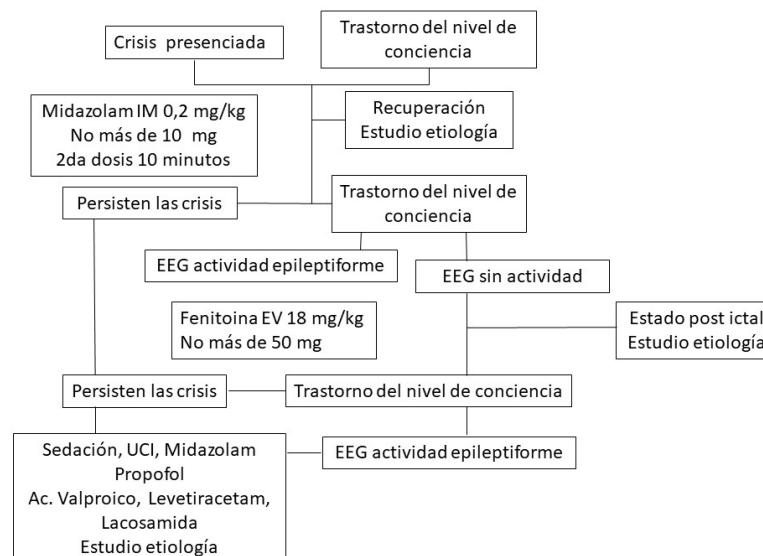 Crisis presenciada
Trastorno del nivel de
conciencia
Midazolam IM 0,2 mg/kg
No más de 10 mg
2da dosis 10 minutos
Recuperación
Estudio etiología
Persisten las crisis
Trastorno del nivel de
conciencia
EEG actividad epileptiforme
EEG sin actividad
Fenitoina EV 18 mg/kg
No más de 50 mg
Estado post ictal
Estudio etiología
Persisten las crisis
Trastorno del nivel de conciencia
Sedación, UCI, Midazolam
Propofol
Ac. Valproico, Levetiracetam,
Lacosamida
Estudio etiología
EEG actividad epileptiforme